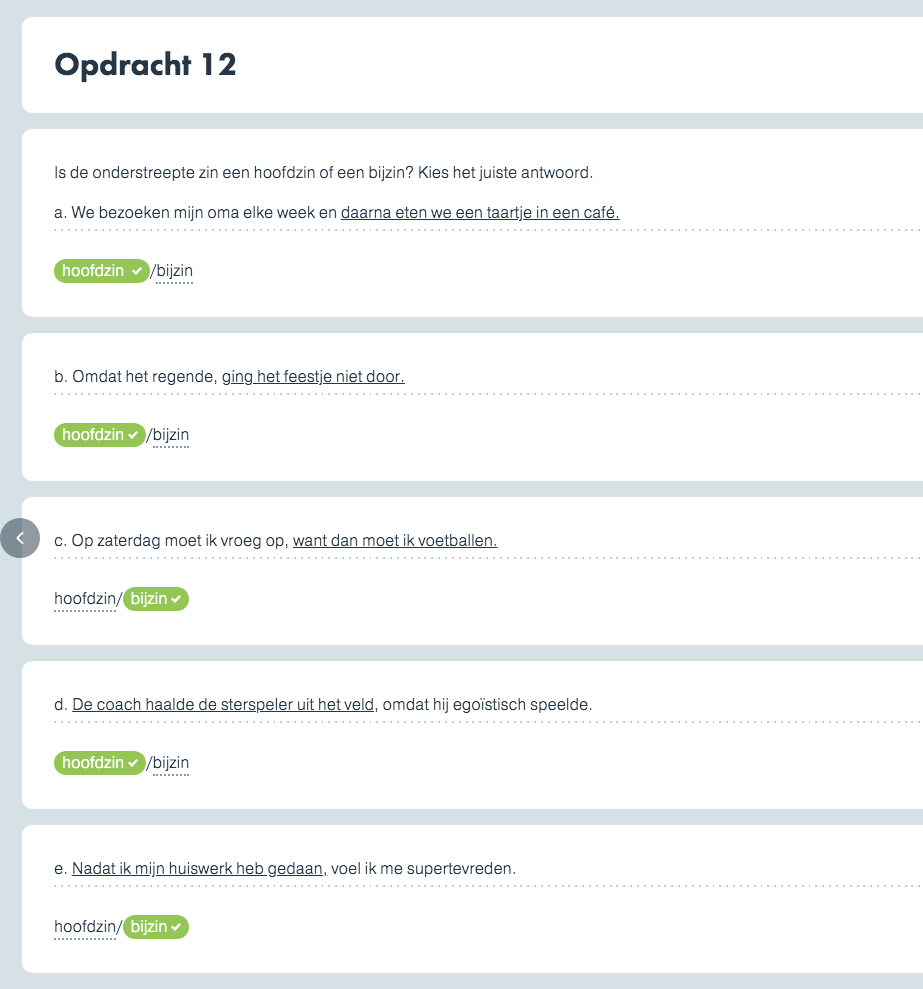 Opdracht 12
Is de onderstreepte zin een hoofdzin of een bijzin? Kies het juiste antwoord.
a. We bezoeken mijn oma elke week en daarna eten we een taartje in een café.
hoofdzin ✓/bijzin
b. Omdat het regende, ging het feestje niet door.
hoofdzin ✓/bijzin
c. Op zaterdag moet ik vroeg op, want dan moet ik voetballen.
hoofdzin/bijzin ✓
d. De coach haalde de sterspeler uit het veld, omdat hij egoïstisch speelde.
hoofdzin ✓/bijzin
e. Nadat ik mijn huiswerk heb gedaan, voel ik me supertevreden.
hoofdzin/bijzin ✓